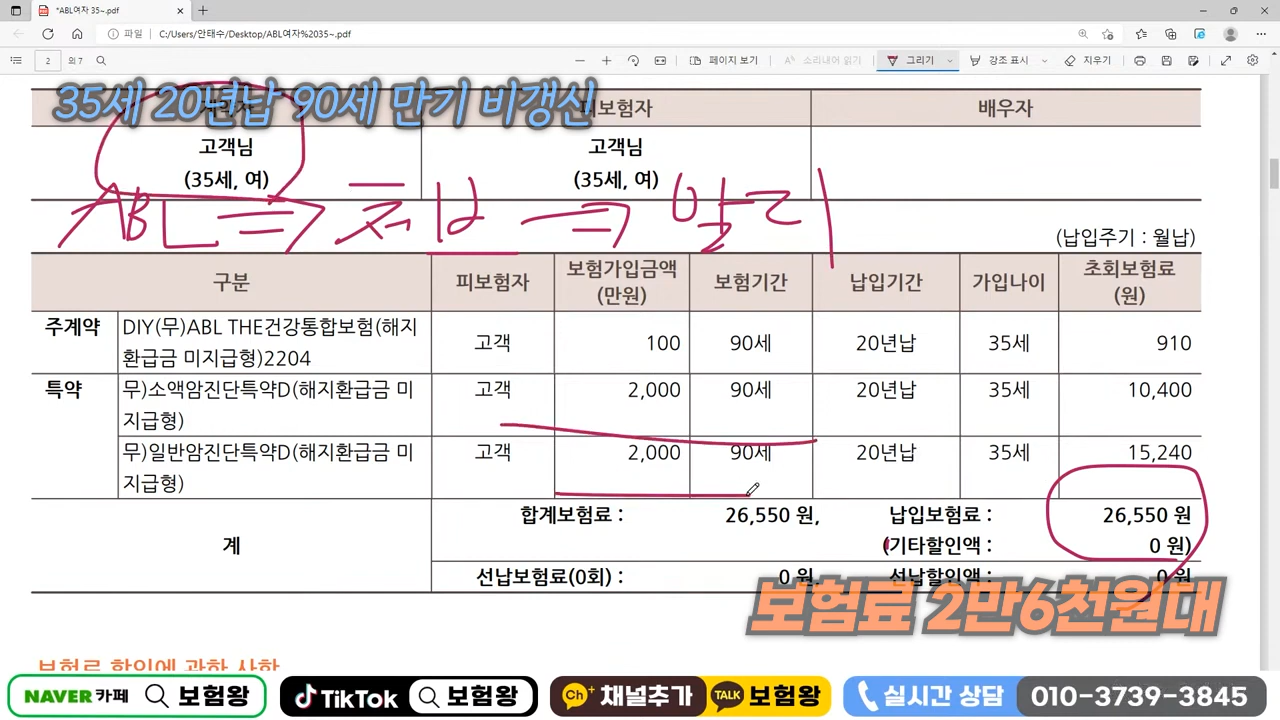 *ABL여자 35~.pdf
파일
C:/Users/안태수/Desktop/ABL여자%2035~.pdf
2 의 7
페이지 보기
소리내어 읽기
그리기
강조 표시
지우기
35세 20년납 90세 만기 비갱신
피보험자
배우자
고객님
(35세, 여)
고객님
(35세, 여)
ABL
(납입주기 : 월납)
구분
피보험자
보험가입금액
(만원)
보험기간
납입기간
가입나이
초회보험료
(원)
주계약
DIY(무)ABL THE건강통합보험(해지
환급금 미지급형)2204
고객
100
90세
20년납
35세
910
특약
무)소액암진단특약D(해지환급금 미
지급형)
고객
2,000
90세
20년납
35세
10,400
무)일반암진단특약D(해지환급금 미
지급형)
고객
2,000
90세
20년납
35세
15,240
계
합계보험료 :
26,550 원,
납입보험료 :
26,550 원
(기타할인액 :
0 원)
선납보험료(0회) :
0 원,
선납할인액 :
0 원
보험료 2만6천원대
보험료 할인에 관한 사항
NAVER 카페
보험왕
TikTok
보험왕
Ch+
채널추가
TALK
보험왕
실시간 상담
010-3739-3845